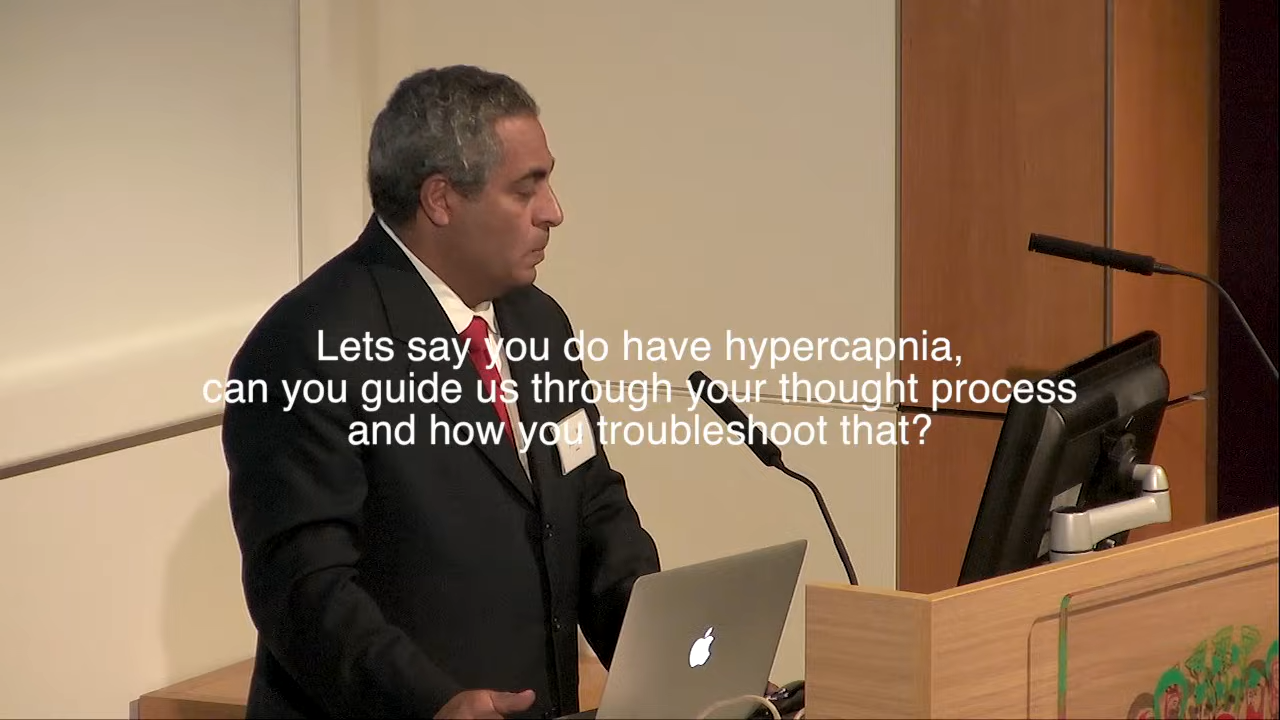 Lets say you do have hypercapnia,
can you guide us through your thought process
and how you troubleshoot that?